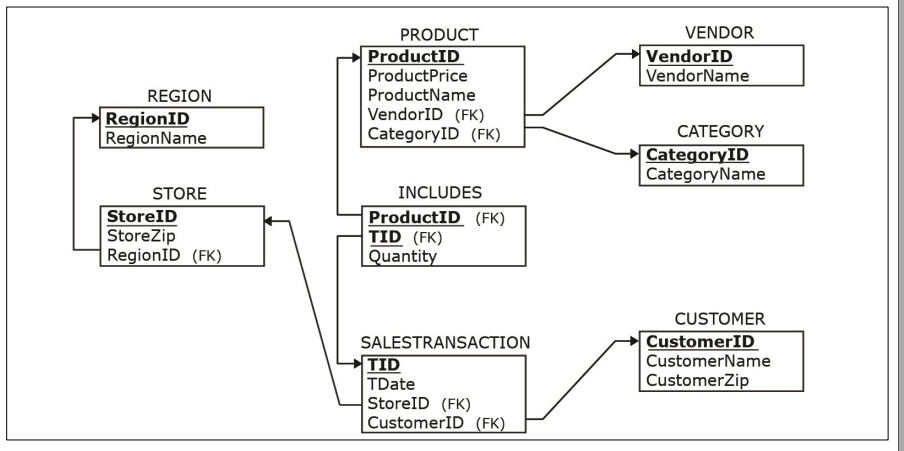 PRODUCT
ProductID
ProductPrice
ProductName
VendorID (FK)
CategoryID (FK)
VENDOR
VendorID
VendorName
REGION
RegionID
RegionName
CATEGORY
CategoryID
CategoryName
STORE
StoreID
StoreZip
RegionID (FK)
INCLUDES
ProductID (FK)
TID (FK)
Quantity
SALESTRANSACTION
TID
TDate
StoreID (FK)
CustomerID (FK)
CUSTOMER
CustomerID
CustomerName
CustomerZip